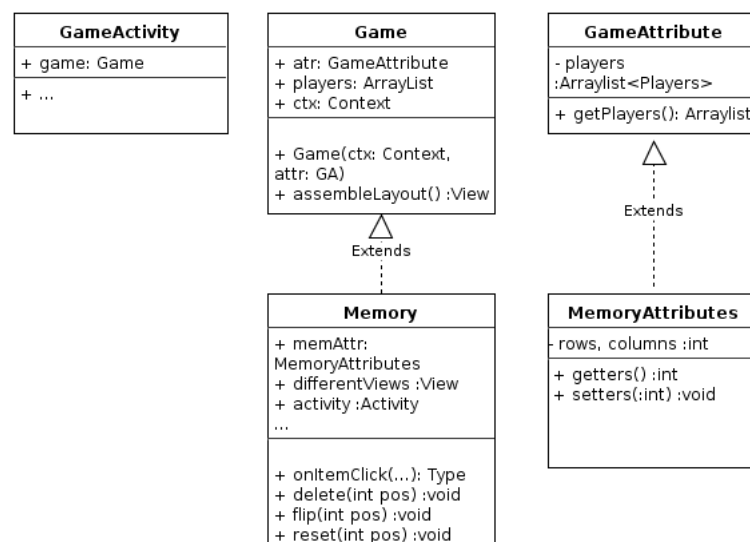 GameActivity
+ game: Game
+ ...
Game
+ atr: GameAttribute
+ players: ArrayList
+ ctx: Context
+ Game(ctx: Context,
attr: GA)
+ assembleLayout() :View
GameAttribute
- players
:Arraylist<Players>
+ getPlayers(): Arraylist
Extends
Extends
Memory
+ memAttr:
MemoryAttributes
+ differentViews :View
+ activity :Activity
...
+ onItemClick(...): Type
+ delete(int pos) :void
+ flip(int pos) :void
+ reset(int pos) :void
MemoryAttributes
- rows, columns :int
+ getters() :int
+ setters(:int) :void